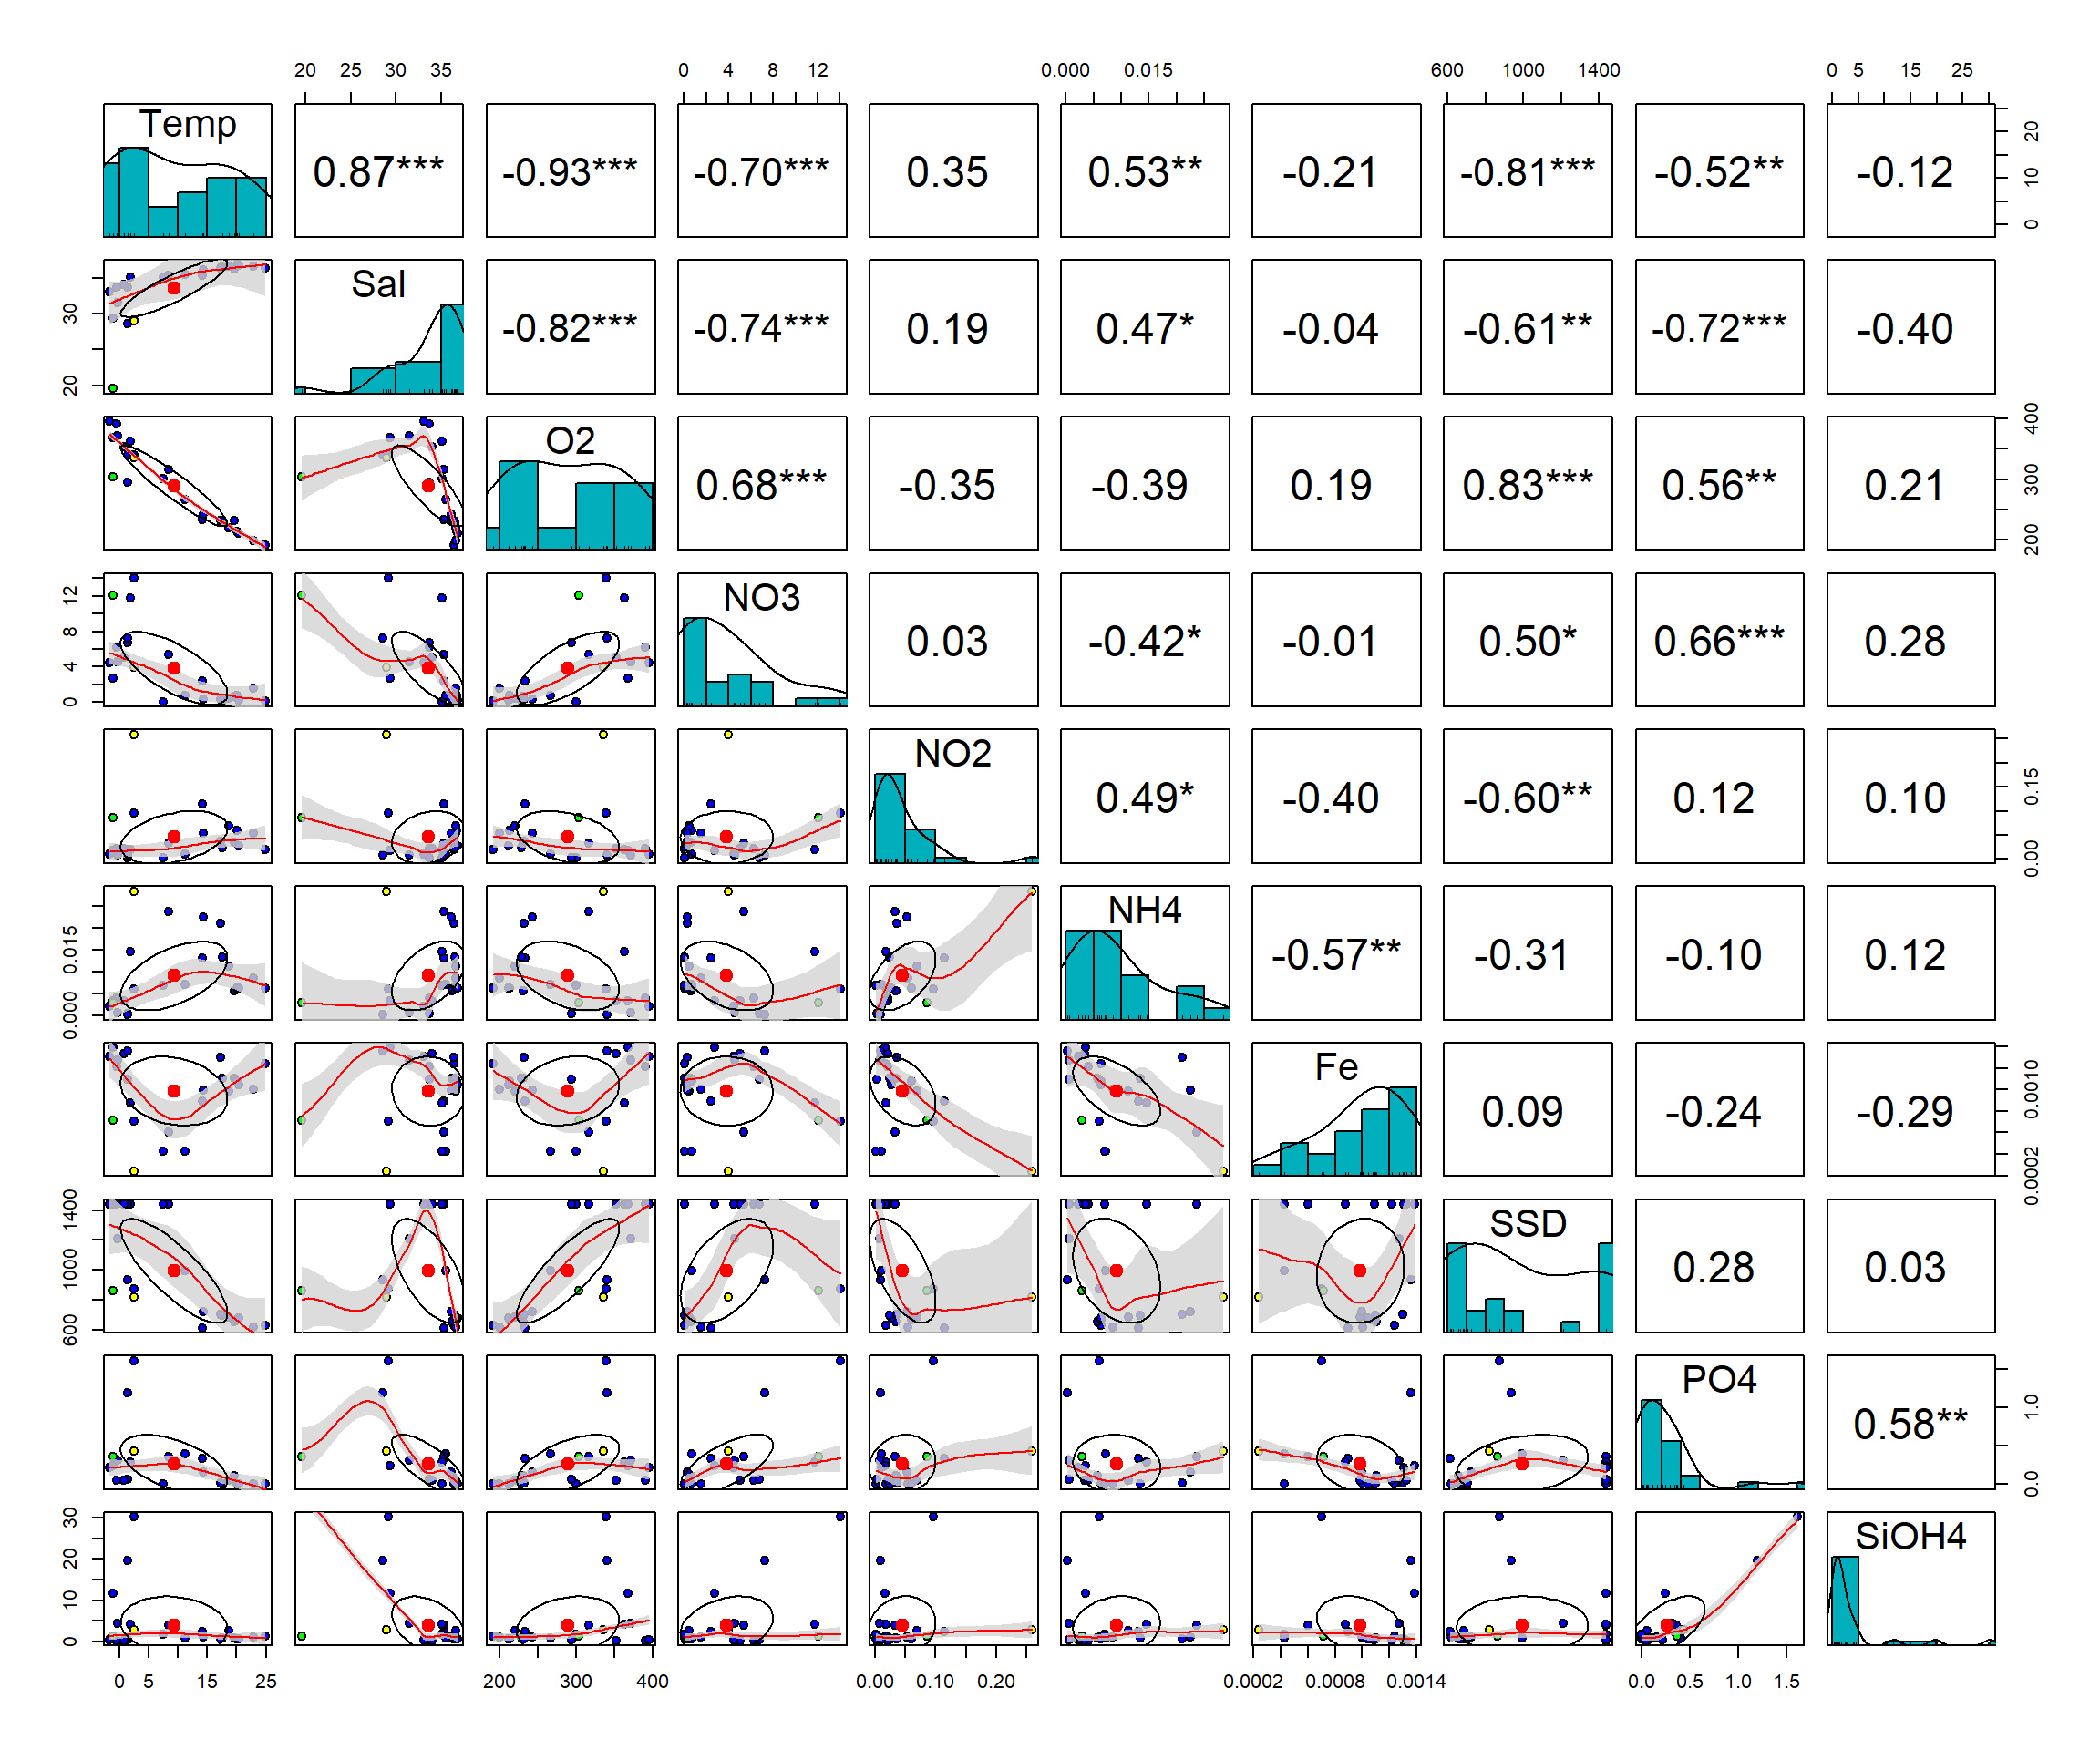 20 25 30 35 0 4 8 12 0.000 0.015 600 1000 1400 0 5 15 25
Temp 0.87*** -0.93*** -0.70*** 0.35 0.53** -0.21 -0.81*** -0.52** -0.12 0 10 20
20 30 Sal -0.82*** -0.74*** 0.19 0.47* -0.04 -0.61** -0.72*** -0.40
O2 0.68*** -0.35 -0.39 0.19 0.83*** 0.56** 0.21 200 300 400
0 4 8 12 NO3 0.03 -0.42* -0.01 0.50* 0.66*** 0.28
NO2 0.49* -0.40 -0.60** 0.12 0.10 0.00 0.15
0.000 0.015 NH4 -0.57** -0.31 -0.10 0.12
Fe 0.09 -0.24 -0.29 0.0002 0.0010
600 1000 1400 SSD 0.28 0.03
PO4 0.58** 0.0 1.0
0 10 20 30 SiOH4
0 5 15 25 200 300 400 0.00 0.10 0.20 0.0002 0.0008 0.0014 0.0 0.5 1.0 1.5